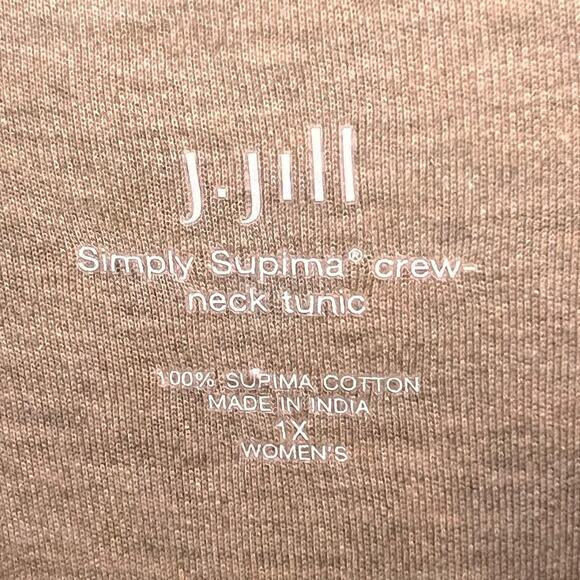 J.Jill
Simply Supima® crew-
neck tunic
100% SUPIMA COTTON
MADE IN INDIA
1X
WOMEN'S